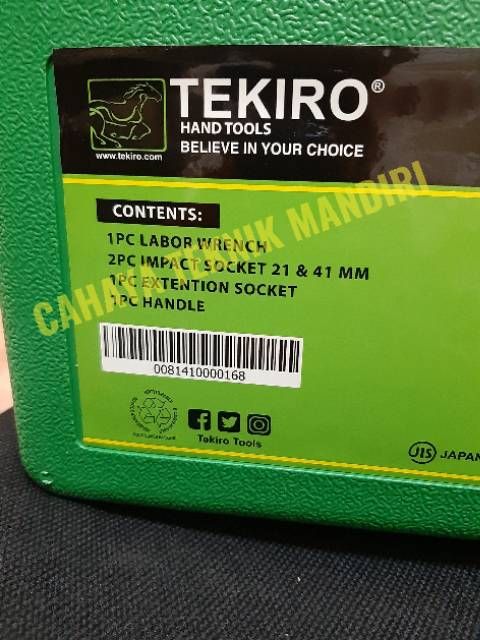 TEKIRO®
HAND TOOLS
BELIEVE IN YOUR CHOICE
www.tekiro.com
CONTENTS:
1PC LABOR WRENCH
2PC IMPACT SOCKET 21 & 41 MM
1PC EXTENTION SOCKET
1PC HANDLE
CAHAYA TEKNIK MANDIRI
0081410000168
Tekiro Tools
JIS JAPAN